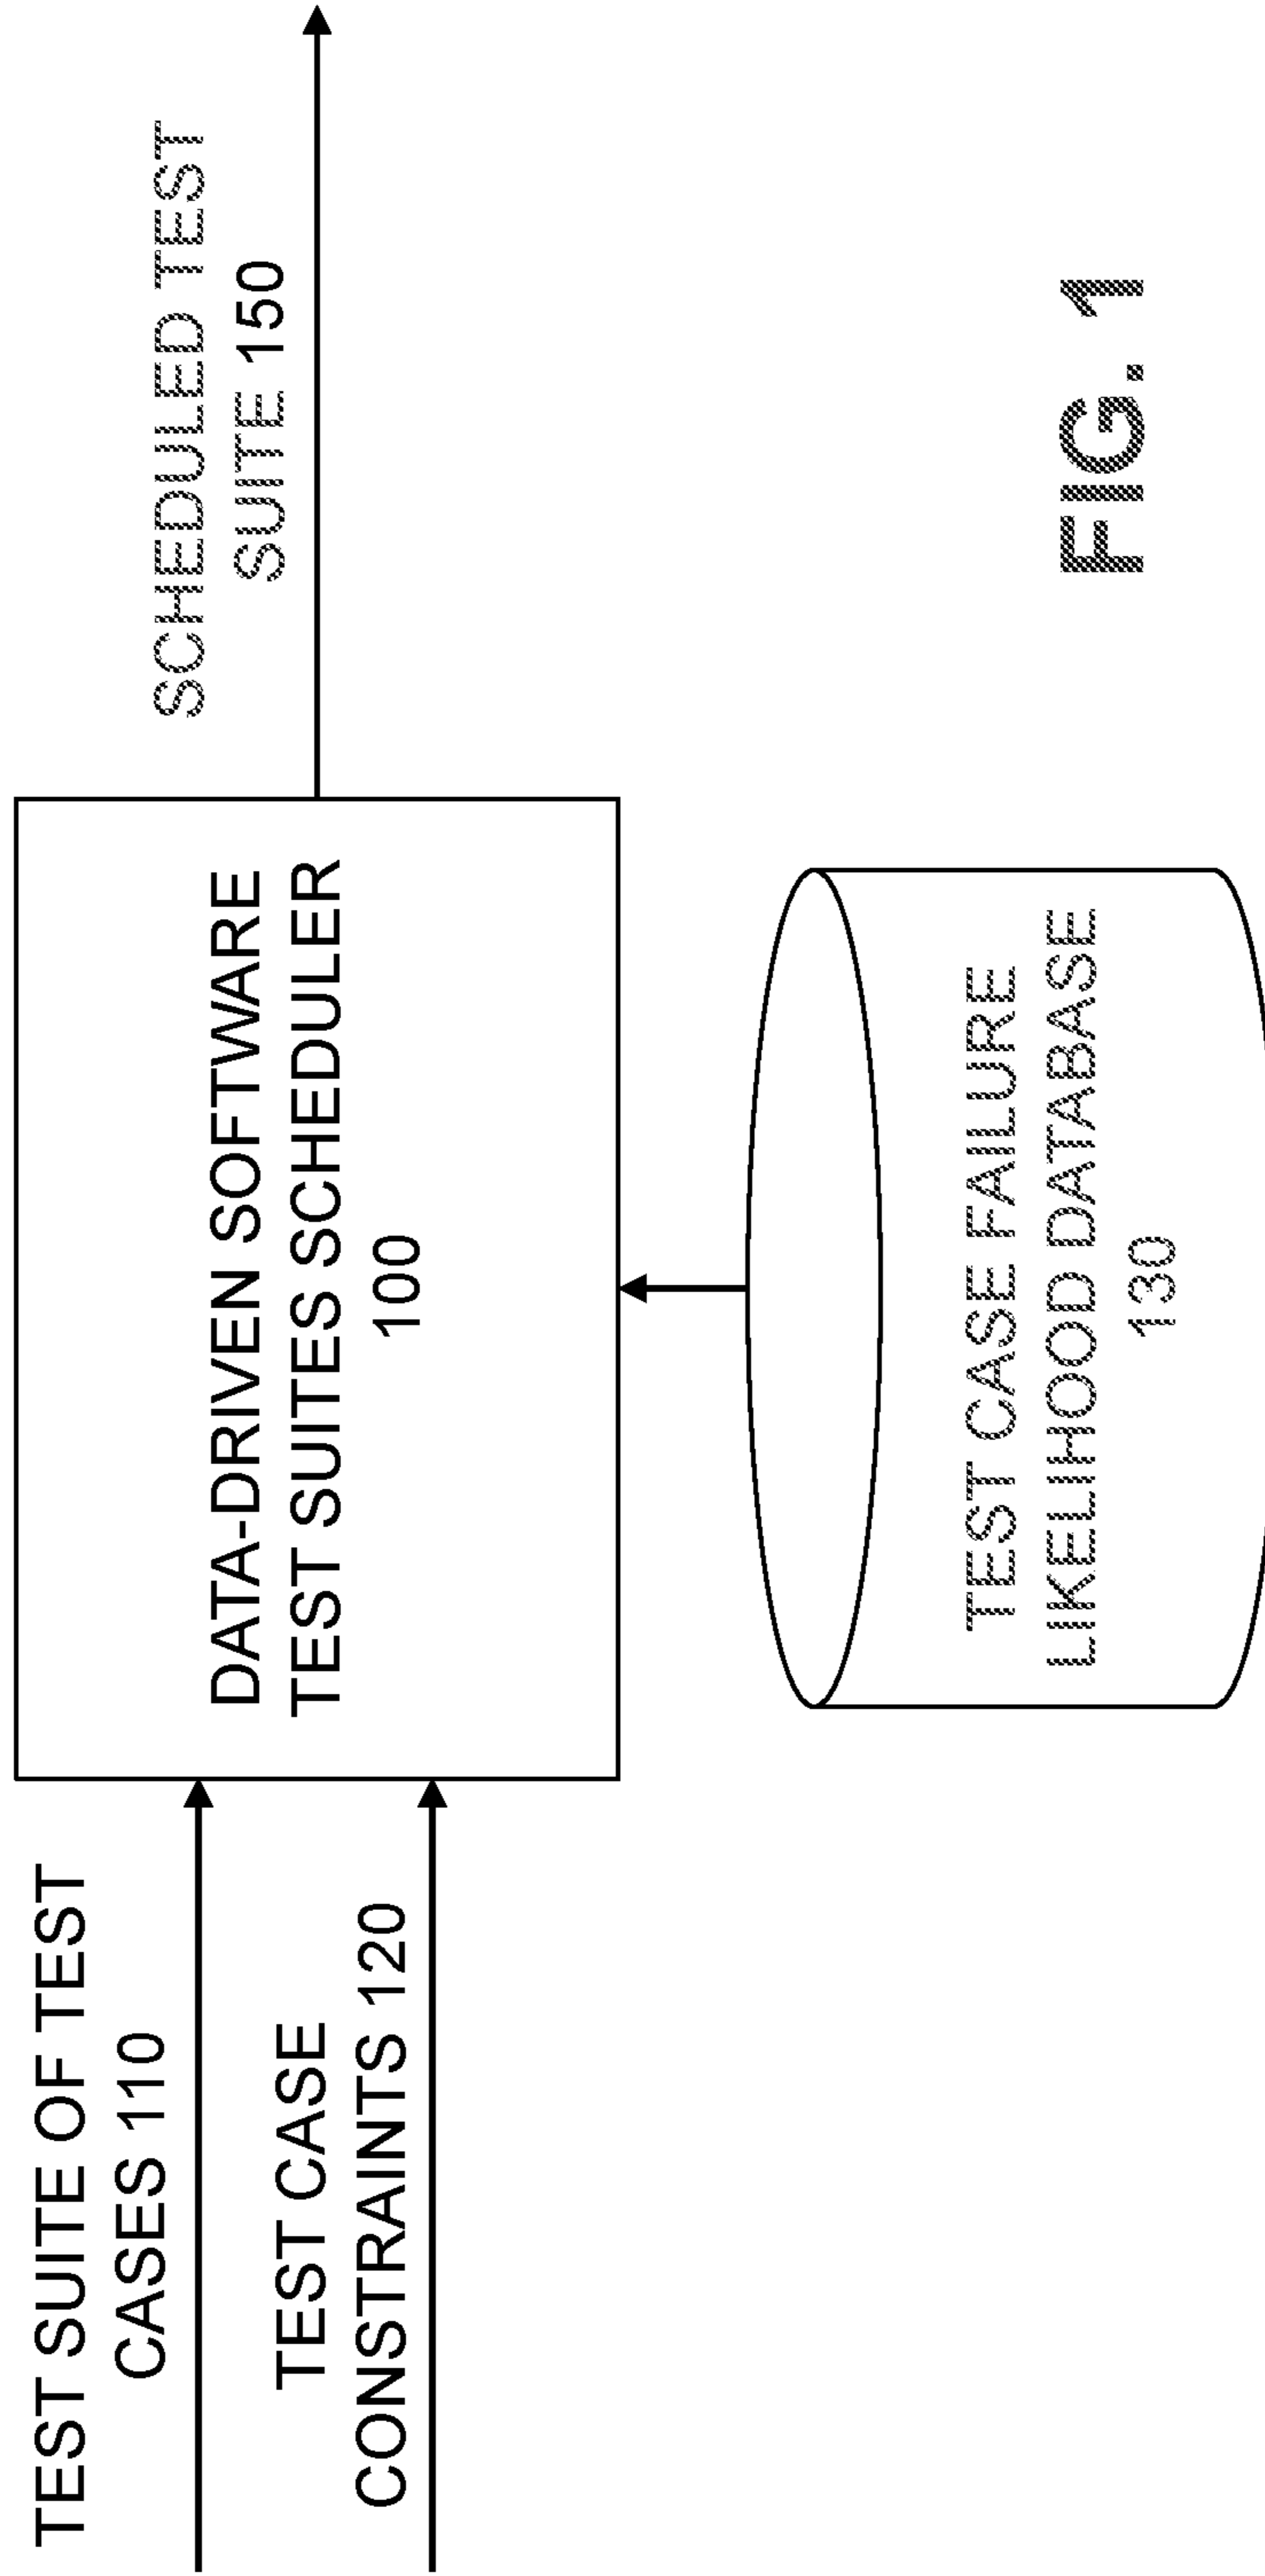 TEST SUITE OF TEST
CASES 110
TEST CASE
CONSTRAINTS 120
DATA-DRIVEN SOFTWARE
TEST SUITES SCHEDULER
100
SCHEDULED TEST
SUITE 150
TEST CASE FAILURE
LIKELIHOOD DATABASE
130
FIG. 1